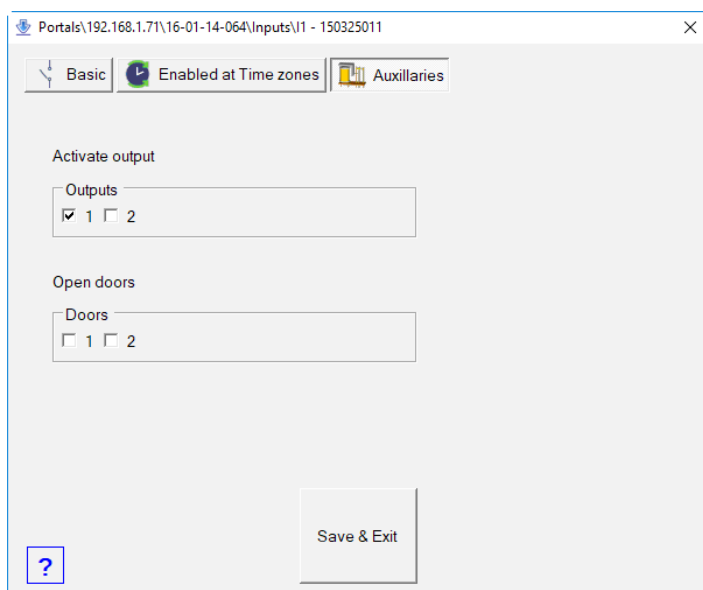 Portals\192.168.1.71\16-01-14-064\Inputs\I1 - 150325011
Basic Enabled at Time zones Auxillaries
Activate output
Outputs
1 2
Open doors
Doors
1 2
Save & Exit
?